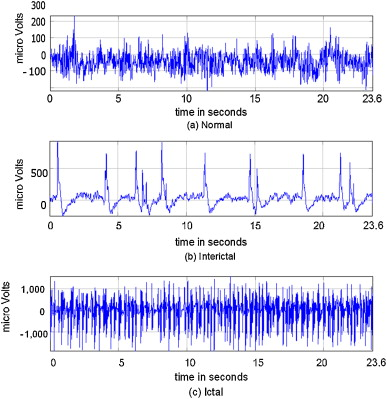 300
200
100
0
- 100
micro Volts
0 5 10 15 20 23.6
time in seconds
(a) Normal
500
0
micro Volts
0 5 10 15 20 23.6
time in seconds
(b) Interictal
1,000
0
-1,000
micro Volts
0 5 10 15 20 23.6
time in seconds
(c) Ictal